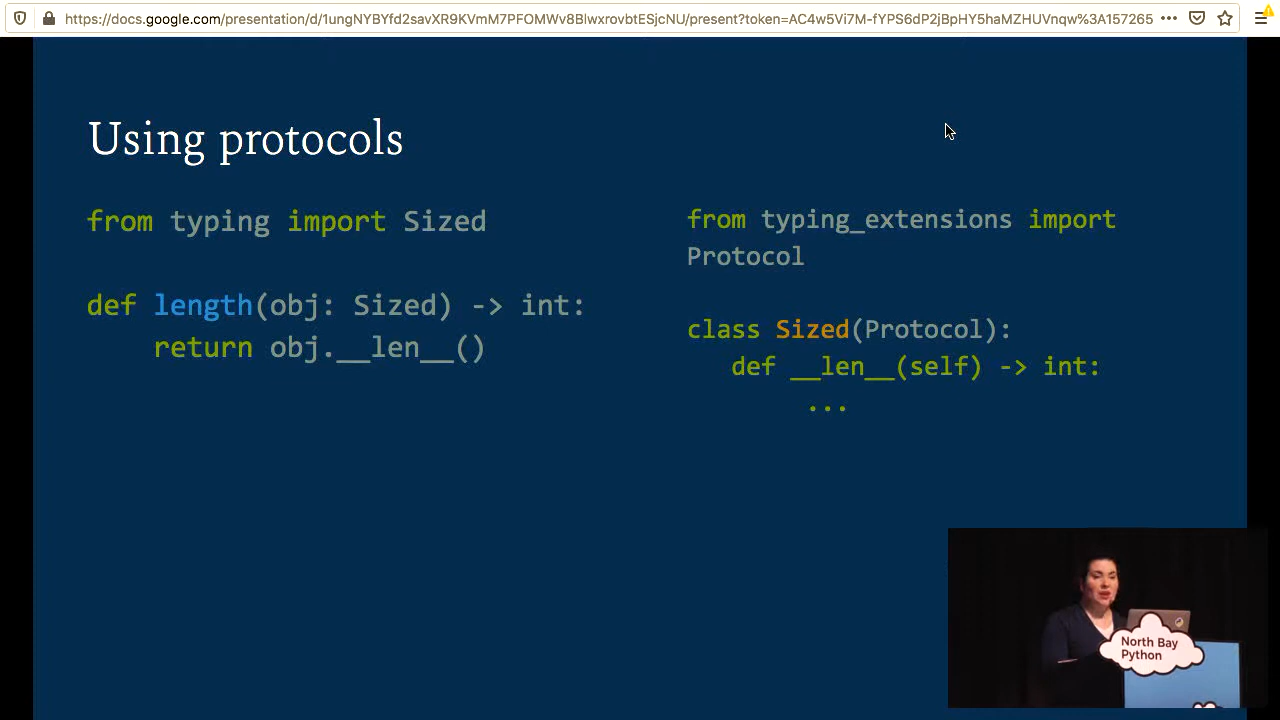 https://docs.google.com/presentation/d/1ungNYBYfd2savXR9KVmM7PFOMWv8BlwxrovbtESjcNU/present?token=AC4w5Vi7M-fYPS6dP2jBpHY5haMZHUVnqw%3A157265
Using protocols
from typing import Sized
def length(obj: Sized) -> int:
    return obj.__len__()
from typing_extensions import
Protocol
class Sized(Protocol):
   def __len__(self) -> int:
        ...
North Bay
Python